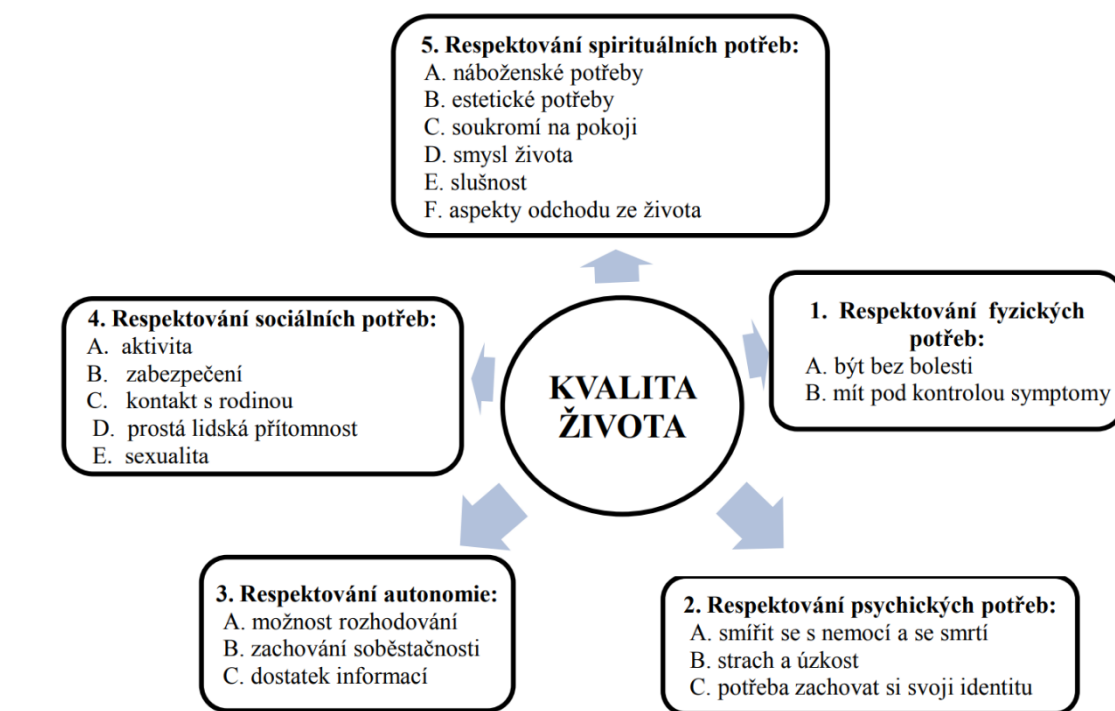 5. Respektování spirituálních potřeb:
A. náboženské potřeby
B. estetické potřeby
C. soukromí na pokoji
D. smysl života
E. slušnost
F. aspekty odchodu ze života
4. Respektování sociálních potřeb:
A. aktivita
B. zabezpečení
C. kontakt s rodinou
D. prostá lidská přítomnost
E. sexualita
KVALITA
ŽIVOTA
1. Respektování fyzických
potřeb:
A. být bez bolesti
B. mít pod kontrolou symptomy
3. Respektování autonomie:
A. možnost rozhodování
B. zachování soběstačnosti
C. dostatek informací
2. Respektování psychických potřeb:
A. smířit se s nemocí a se smrtí
B. strach a úzkost
C. potřeba zachovat si svoji identitu